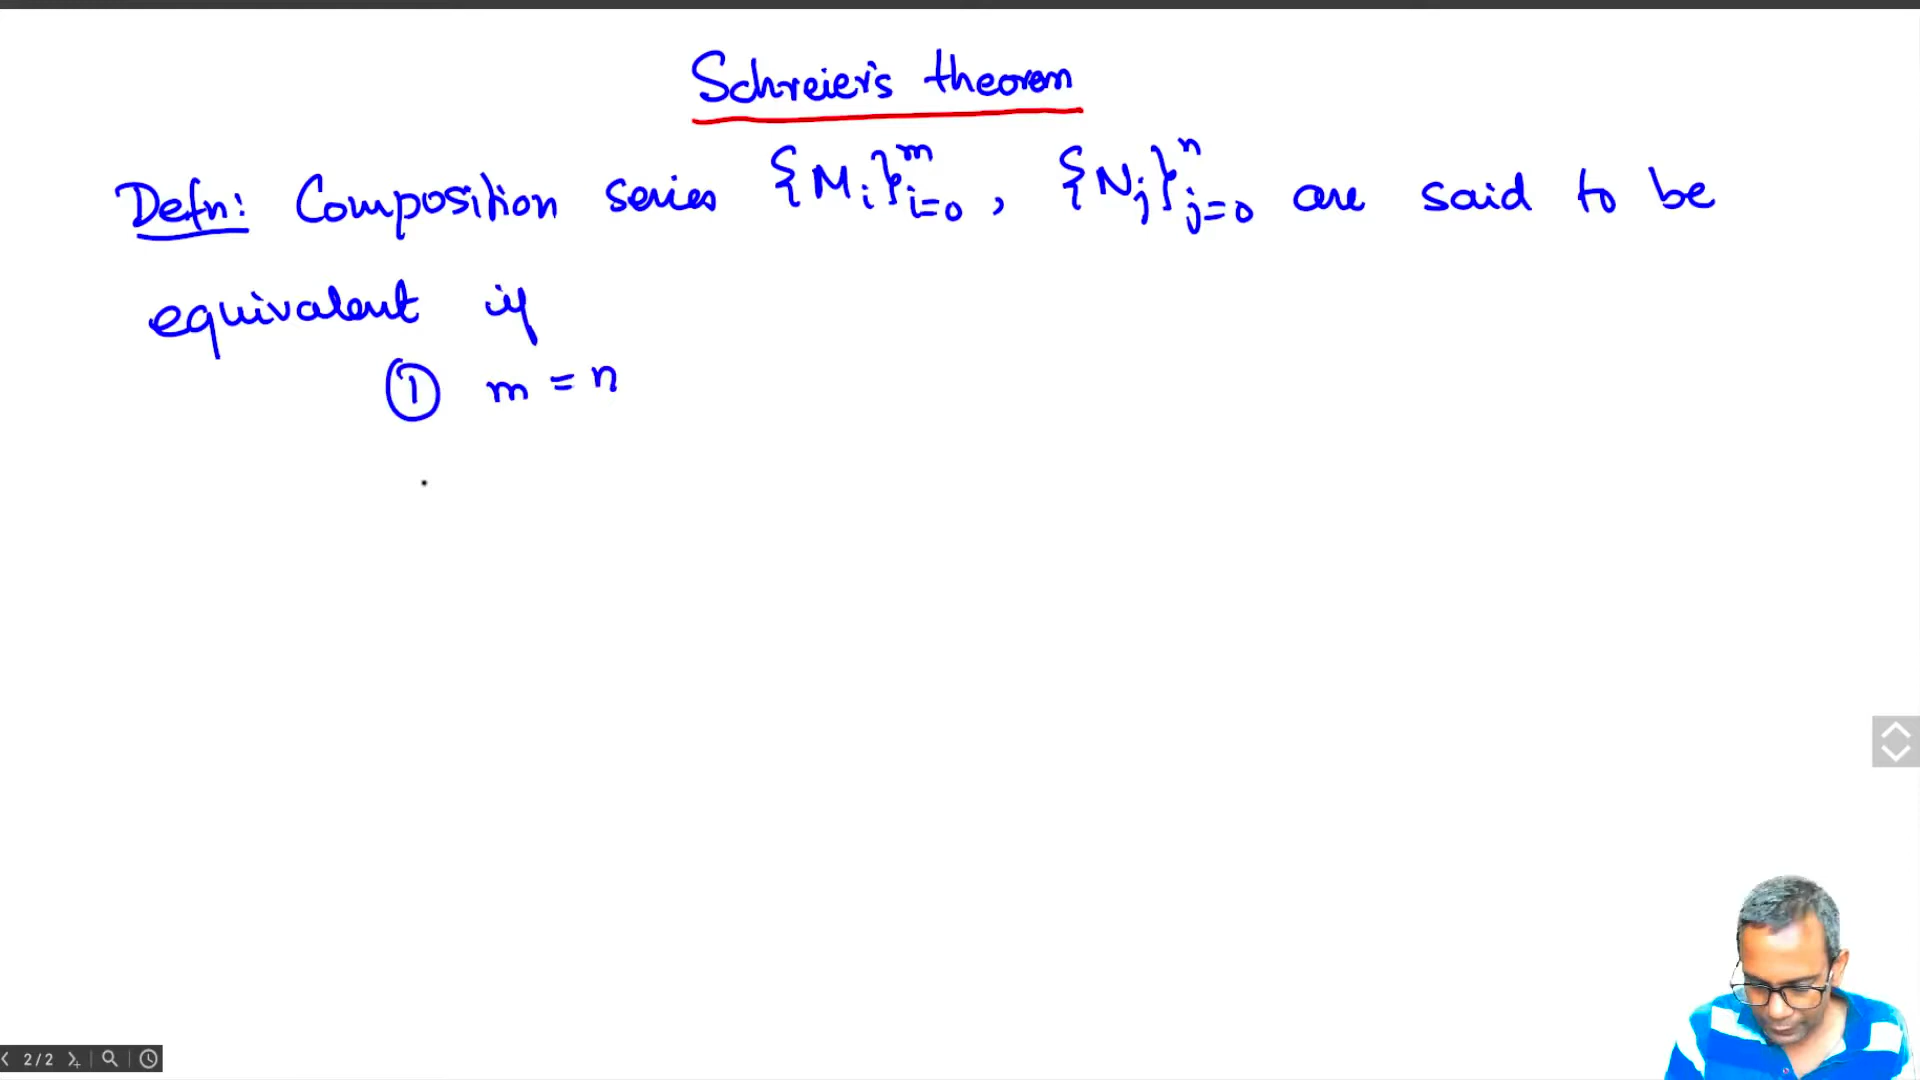 Schreier's theorem
Defn: Composition series {M_i}_{i=0}^m, {N_j}_{j=0}^n are said to be
equivalent if
① m = n
2/2